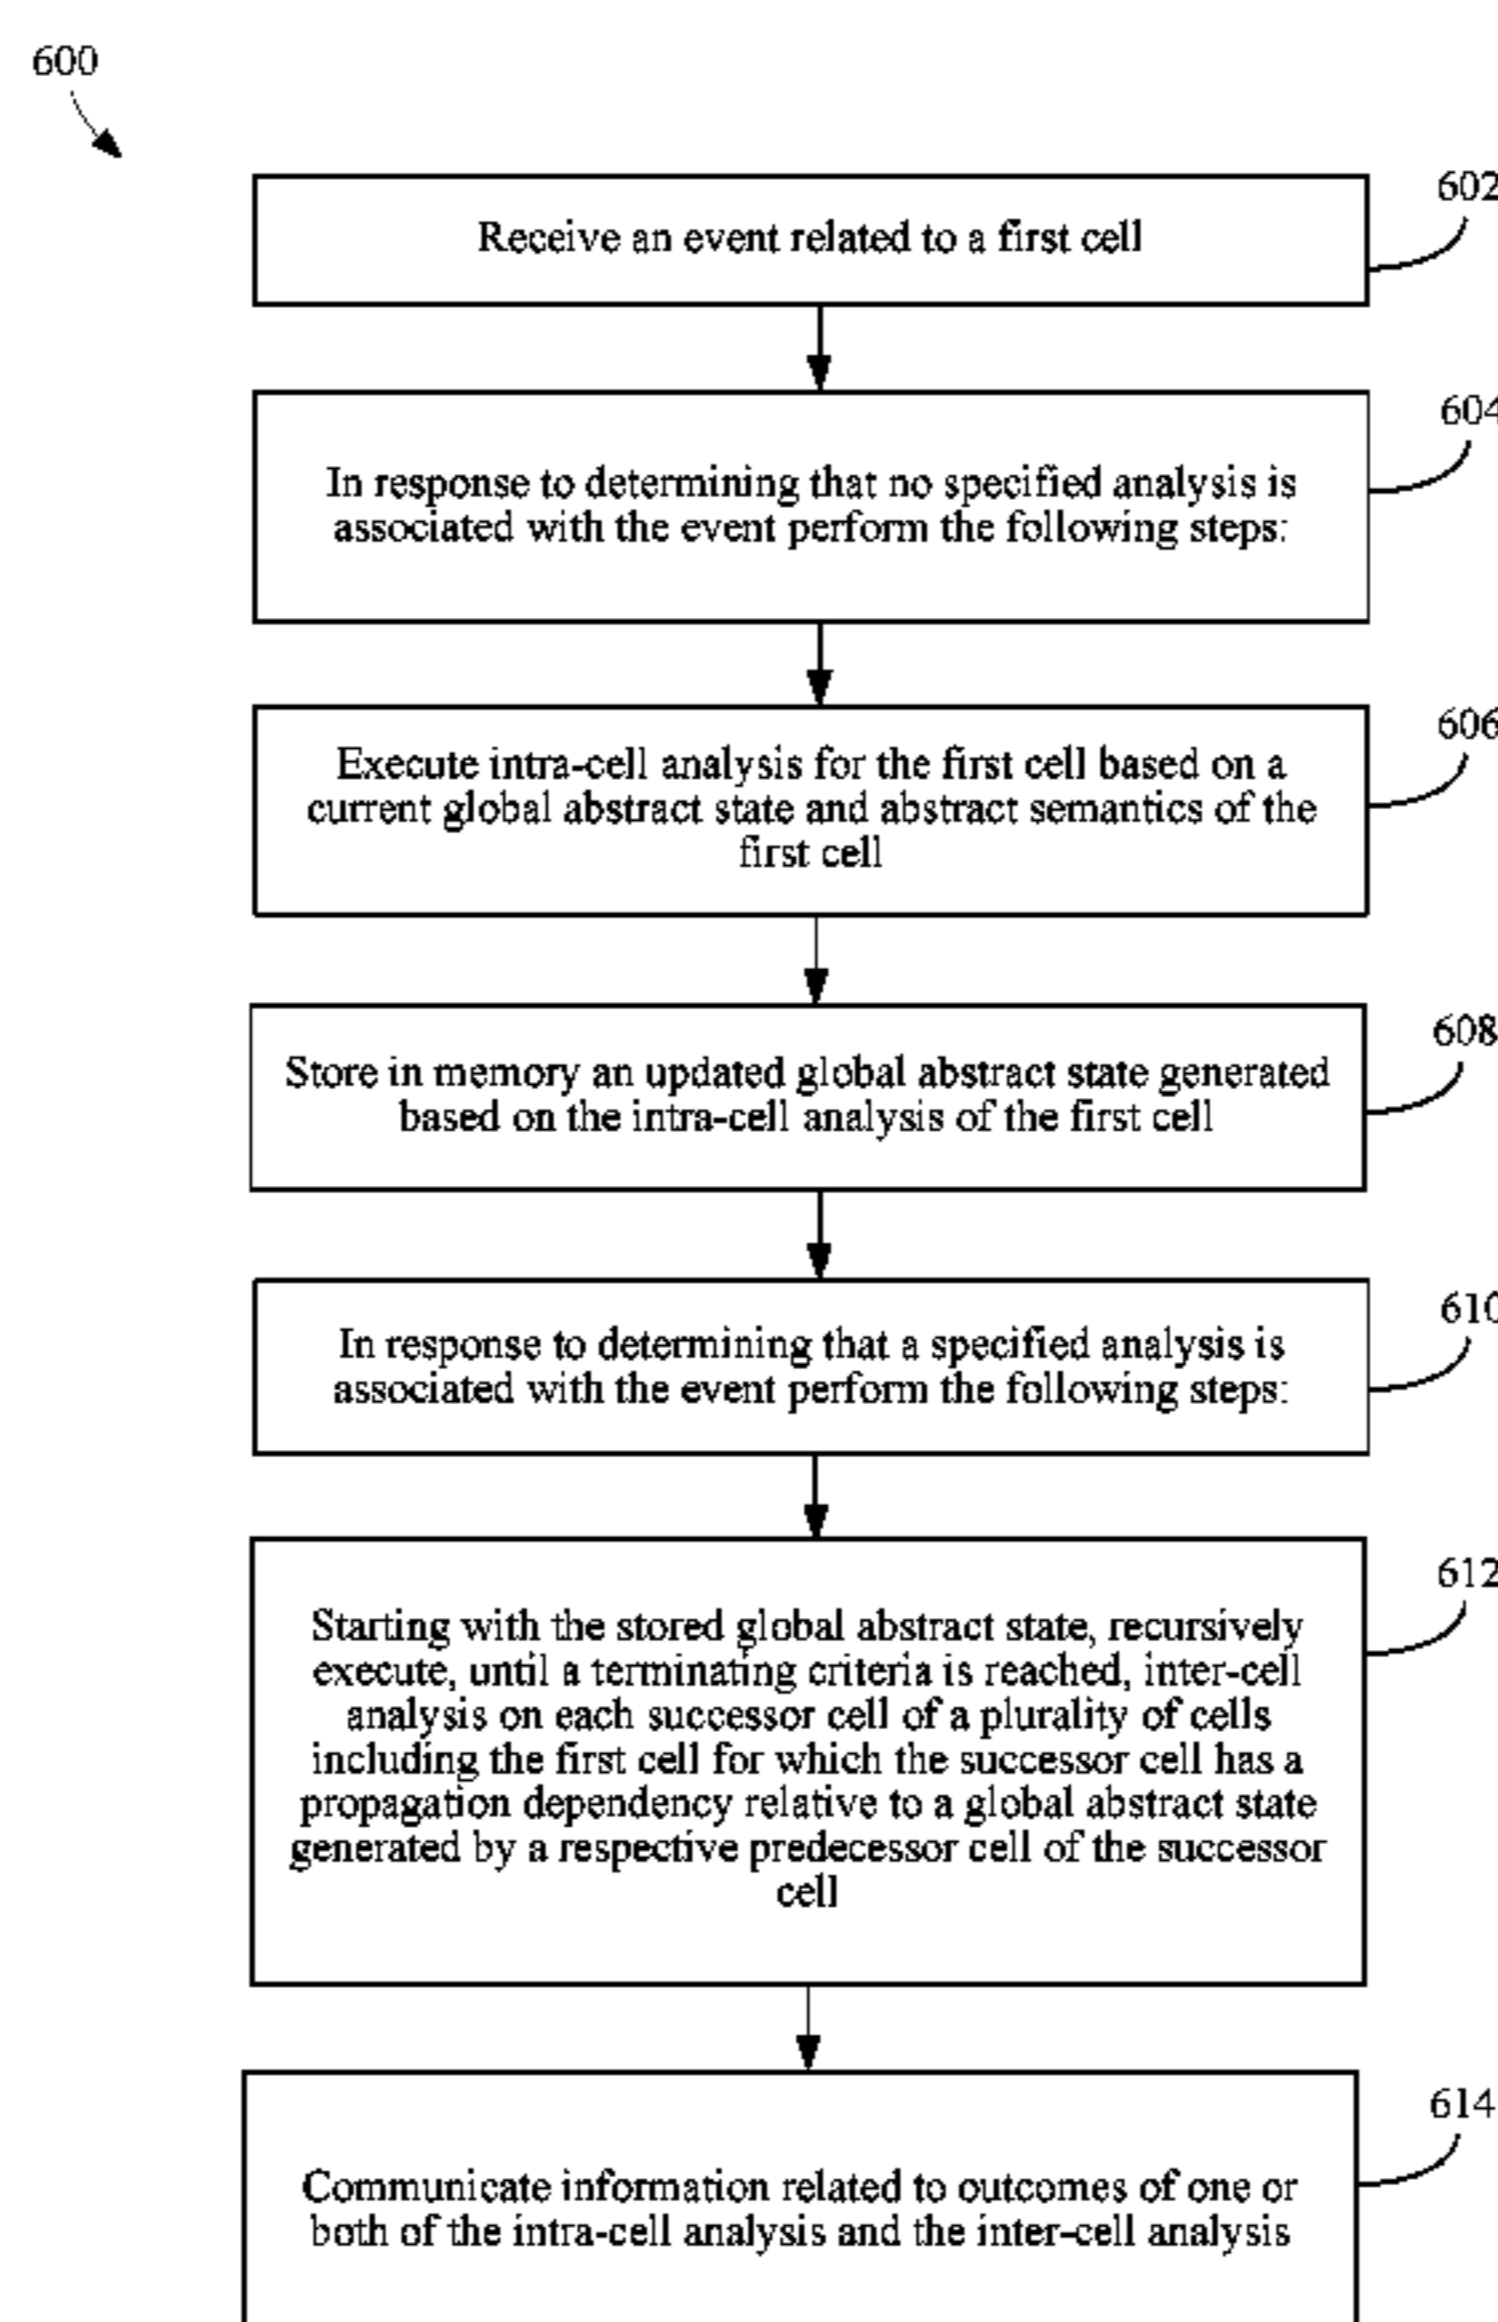 600
602
Receive an event related to a first cell
604
In response to determining that no specified analysis is
associated with the event perform the following steps:
606
Execute intra-cell analysis for the first cell based on a
current global abstract state and abstract semantics of the
first cell
608
Store in memory an updated global abstract state generated
based on the intra-cell analysis of the first cell
610
In response to determining that a specified analysis is
associated with the event perform the following steps:
612
Starting with the stored global abstract state, recursively
execute, until a terminating criteria is reached, inter-cell
analysis on each successor cell of a plurality of cells
including the first cell for which the successor cell has a
propagation dependency relative to a global abstract state
generated by a respective predecessor cell of the successor
cell
614
Communicate information related to outcomes of one or
both of the intra-cell analysis and the inter-cell analysis